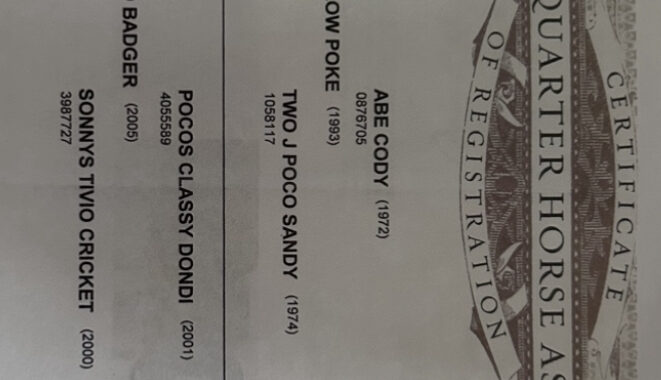 CERTIFICATE
QUARTER HORSE AS
OF REGISTRATION
ABE CODY (1972)
0876705
OW POKE (1993)
TWO J POCO SANDY (1974)
1058117
POCOS CLASSY DONDI (2001)
4055589
BADGER (2005)
SONNYS TIVIO CRICKET (2000)
3987727